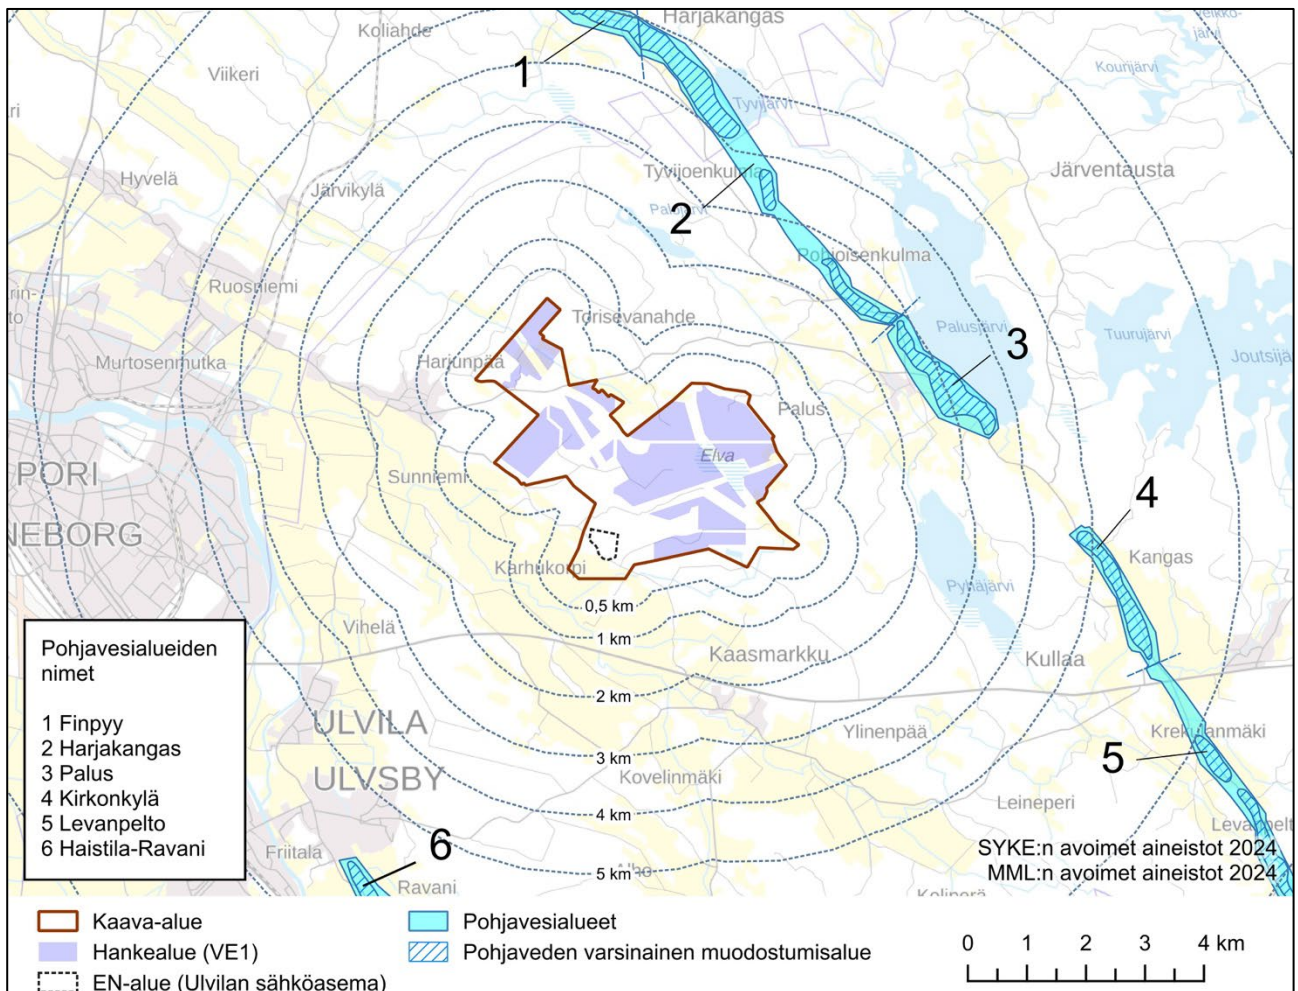 Harjakangas
Koliahde
Viikeri
1
Tyvijärvi
Kourijärvi
Hyvelä
Järvikylä
Tyvijoenkulma
Järventausta
2
Pohjoisenkulma
Ruosniemi
Torisevanahde
Palusjärvi
3
Tuurujärvi
Murtosenmutka
Harjunpää
Palus
PORI
Sunniemi
Elva
4
NEBORG
Karhukorpi
Kangas
Pyhäjärvi
0,5 km
Vihelä
1 km
Kaasmarkku
Kullaa
2 km
ULVILA
Ylinenpää
Krekulanmäki
ULVSBY
3 km
Kovelinmäki
5
4 km
Leineperi
Friitala
6
5 km
Ravani
Pohjavesialueiden
nimet
1 Finpyy
2 Harjakangas
3 Palus
4 Kirkonkylä
5 Levanpelto
6 Haistila-Ravani
SYKE:n avoimet aineistot 2024
MML:n avoimet aineistot 2024
Kaava-alue
Hankealue (VE1)
EN-alue (Ulvilan sähköasema)
Pohjavesialueet
Pohjaveden varsinainen muodostumisalue
0 1 2 3 4 km